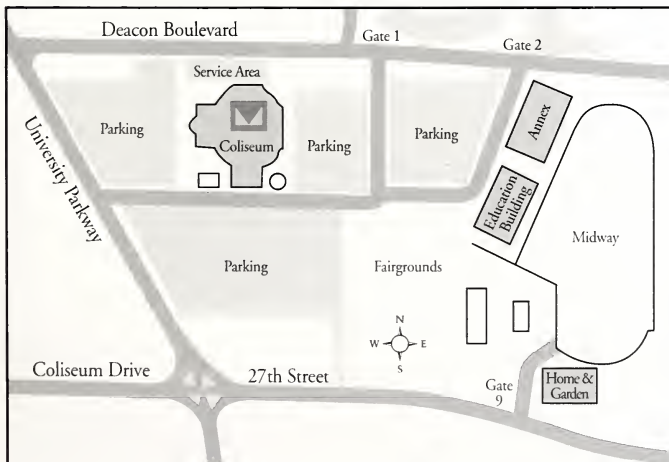 Deacon Boulevard
Gate 1
Gate 2
Service Area
Parking
Coliseum
Parking
Parking
Annex
University Parkway
Education
Building
Midway
Parking
Fairgrounds
N
W
E
S
Coliseum Drive
27th Street
Gate
9
Home &
Garden